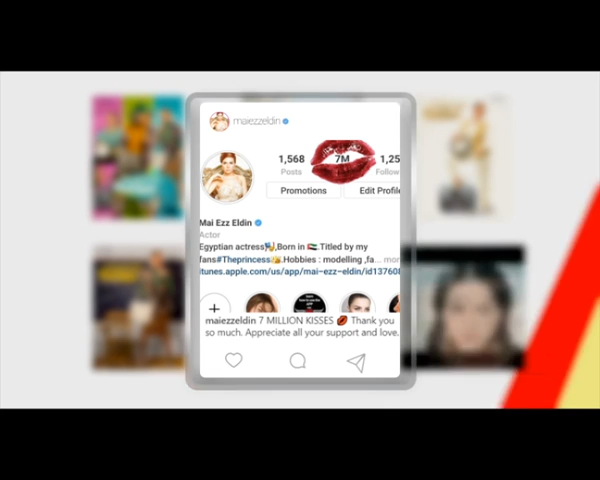 maiezzeldin
1,568 7M 1,25
Posts Follow
Promotions Edit Profile
Mai Ezz Eldin
Actor
Egyptian actress,Born in .Titled by my
fans#Theprincess.Hobbies : modelling ,fa... mor
itunes.apple.com/us/app/mai-ezz-eldin/id137608
maiezzeldin 7 MILLION KISSES 💋 Thank you
so much. Appreciate all your support and love.